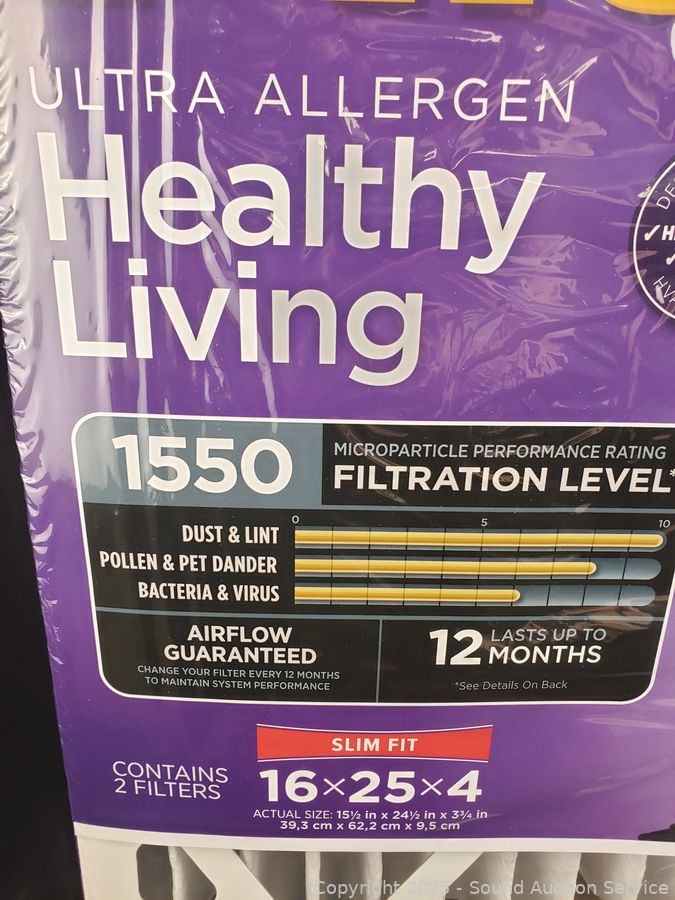 ULTRA ALLERGEN
Healthy
Living
1550
MICROPARTICLE PERFORMANCE RATING
FILTRATION LEVEL*
0 5 10
DUST & LINT
POLLEN & PET DANDER
BACTERIA & VIRUS
AIRFLOW
GUARANTEED
CHANGE YOUR FILTER EVERY 12 MONTHS
TO MAINTAIN SYSTEM PERFORMANCE
12 LASTS UP TO
MONTHS
*See Details On Back
SLIM FIT
CONTAINS
2 FILTERS
16×25×4
ACTUAL SIZE: 15½ in x 24½ in x 3¾ in
39,3 cm x 62,2 cm x 9,5 cm
Copyright 2023 - Sound Auction Service